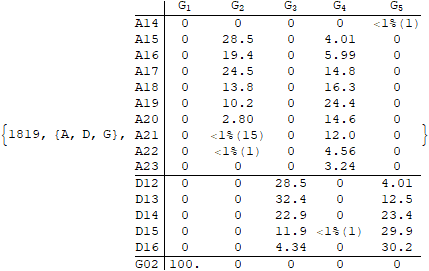 G1 G2 G3 G4 G5
A14 0 0 0 0 <1%(1)
A15 0 28.5 0 4.01 0
A16 0 19.4 0 5.99 0
A17 0 24.5 0 14.8 0
A18 0 13.8 0 16.3 0
A19 0 10.2 0 24.4 0
A20 0 2.80 0 14.6 0
{1819, {A, D, G}, A21 0 <1%(15) 0 12.0 0 }
A22 0 <1%(1) 0 4.56 0
A23 0 0 0 3.24 0
D12 0 0 28.5 0 4.01
D13 0 0 32.4 0 12.5
D14 0 0 22.9 0 23.4
D15 0 0 11.9 <1%(1) 29.9
D16 0 0 4.34 0 30.2
G02 100. 0 0 0 0